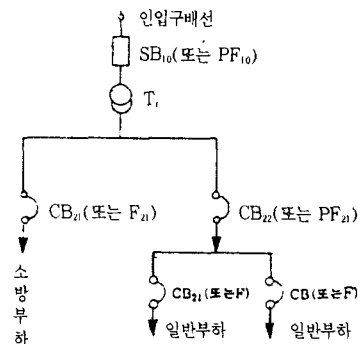 인입구배선
SB₁₀(또는 PF₁₀)
Tᵣ
CB₂₁(또는 F₂₁)
CB₂₂(또는 PF₂₁)
소방부하
CB₂₁(또는F)
CB(또는F)
일반부하
일반부하